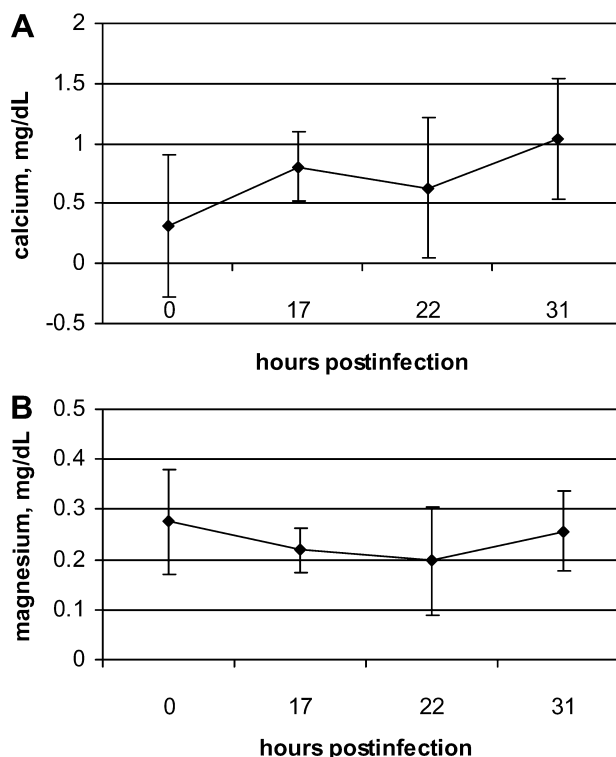 A
calcium, mg/dL
2
1.5
1
0.5
0
-0.5
0 17 22 31
hours postinfection
B
magnesium, mg/dL
0.5
0.4
0.3
0.2
0.1
0
0 17 22 31
hours postinfection